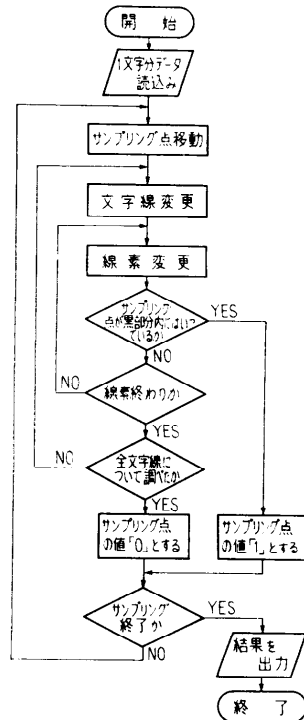 開始
1文字分データ
読込み
サンプリング点移動
文字線変更
線素変更
サンプリング
点が黒部分内にはいっ
ているか
YES
NO
線素終わりか
NO
YES
全文字線に
ついて調べたか
NO
YES
サンプリング点
の値「0」とする
サンプリング点
の値「1」とする
サンプリング
終了か
YES
NO
結果を
出力
終了